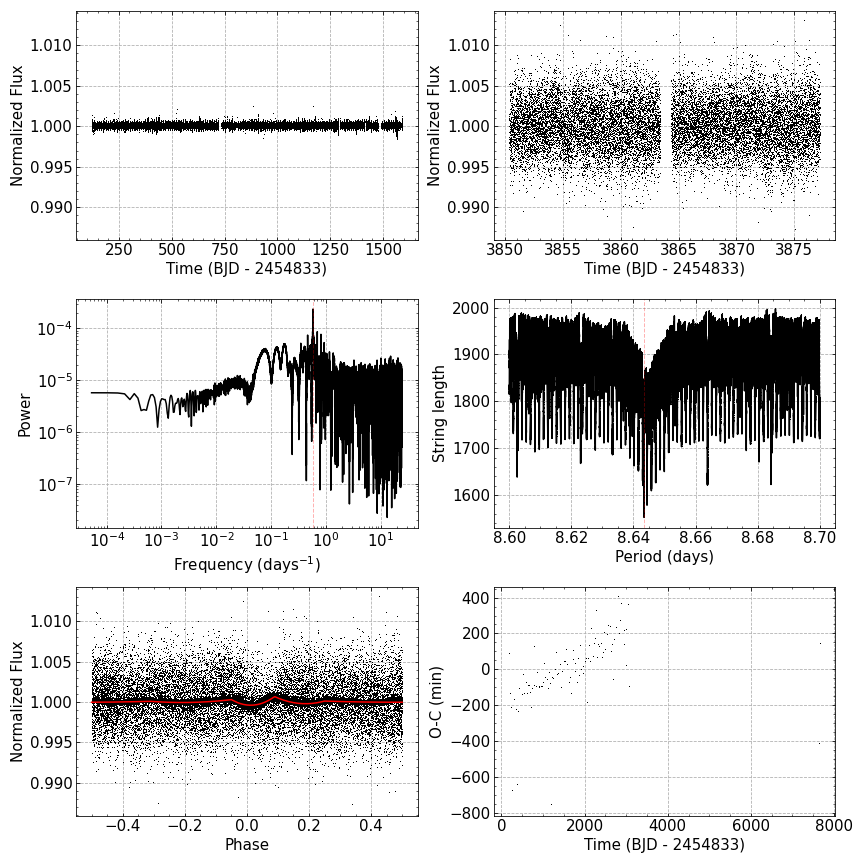 1.010
1.005
1.000
0.995
0.990
Normalized Flux
250 500 750 1000 1250 1500
Time (BJD - 2454833)
1.010
1.005
1.000
0.995
0.990
Normalized Flux
3850 3855 3860 3865 3870 3875
Time (BJD - 2454833)
10⁻⁴
10⁻⁵
10⁻⁶
10⁻⁷
Power
10⁻⁴ 10⁻³ 10⁻² 10⁻¹ 10⁰ 10¹
Frequency (days⁻¹)
2000
1900
1800
1700
1600
String length
8.60 8.62 8.64 8.66 8.68 8.70
Period (days)
1.010
1.005
1.000
0.995
0.990
Normalized Flux
−0.4 −0.2 0.0 0.2 0.4
Phase
400
200
0
−200
−400
−600
−800
O-C (min)
0 2000 4000 6000 8000
Time (BJD - 2454833)